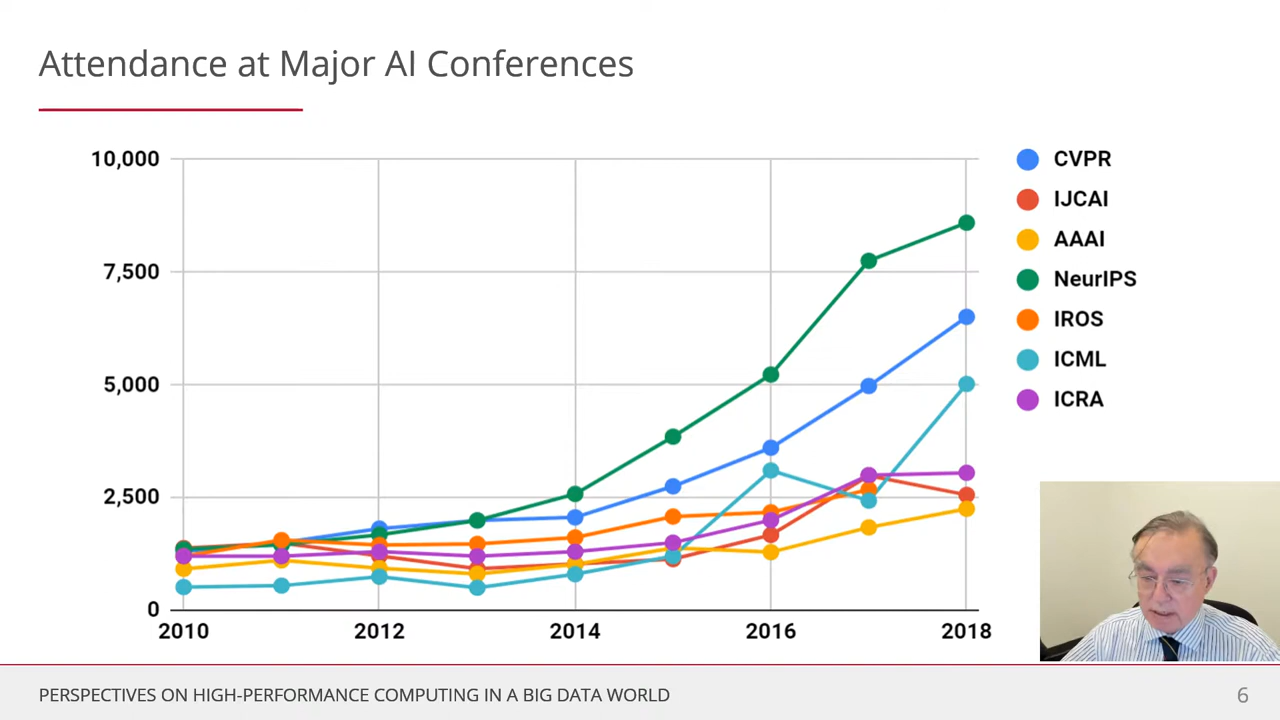 Attendance at Major AI Conferences
10,000
7,500
5,000
2,500
0
2010
2012
2014
2016
2018
CVPR
IJCAI
AAAI
NeurIPS
IROS
ICML
ICRA
PERSPECTIVES ON HIGH-PERFORMANCE COMPUTING IN A BIG DATA WORLD
6